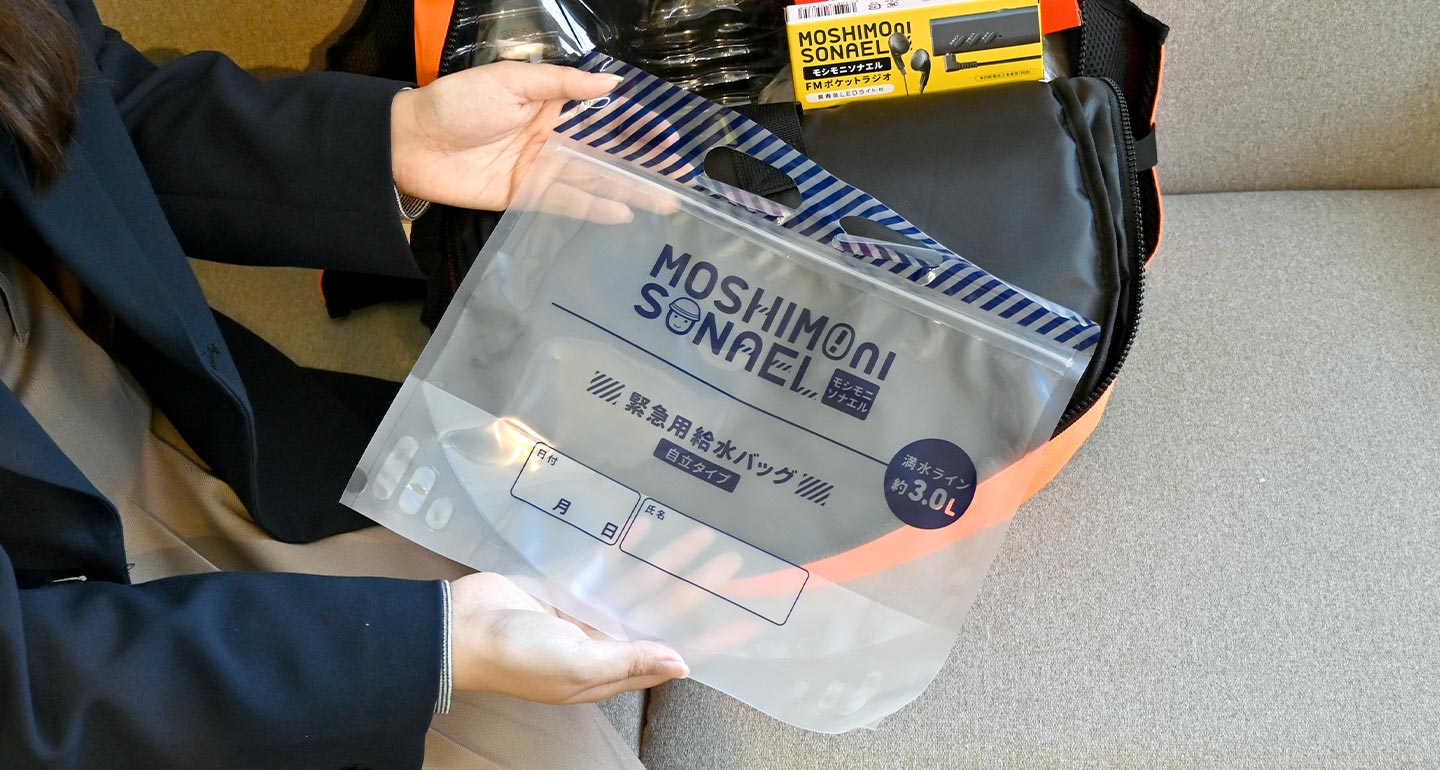 MOSHIMONI
SONAEL
モシモニソナエル
FMポケットラジオ
MOSHIMONI
SONAEL
モシモニ
ソナエル
緊急用給水バッグ
自立タイプ
満水ライン
約3.0L
日付
月 日
氏名